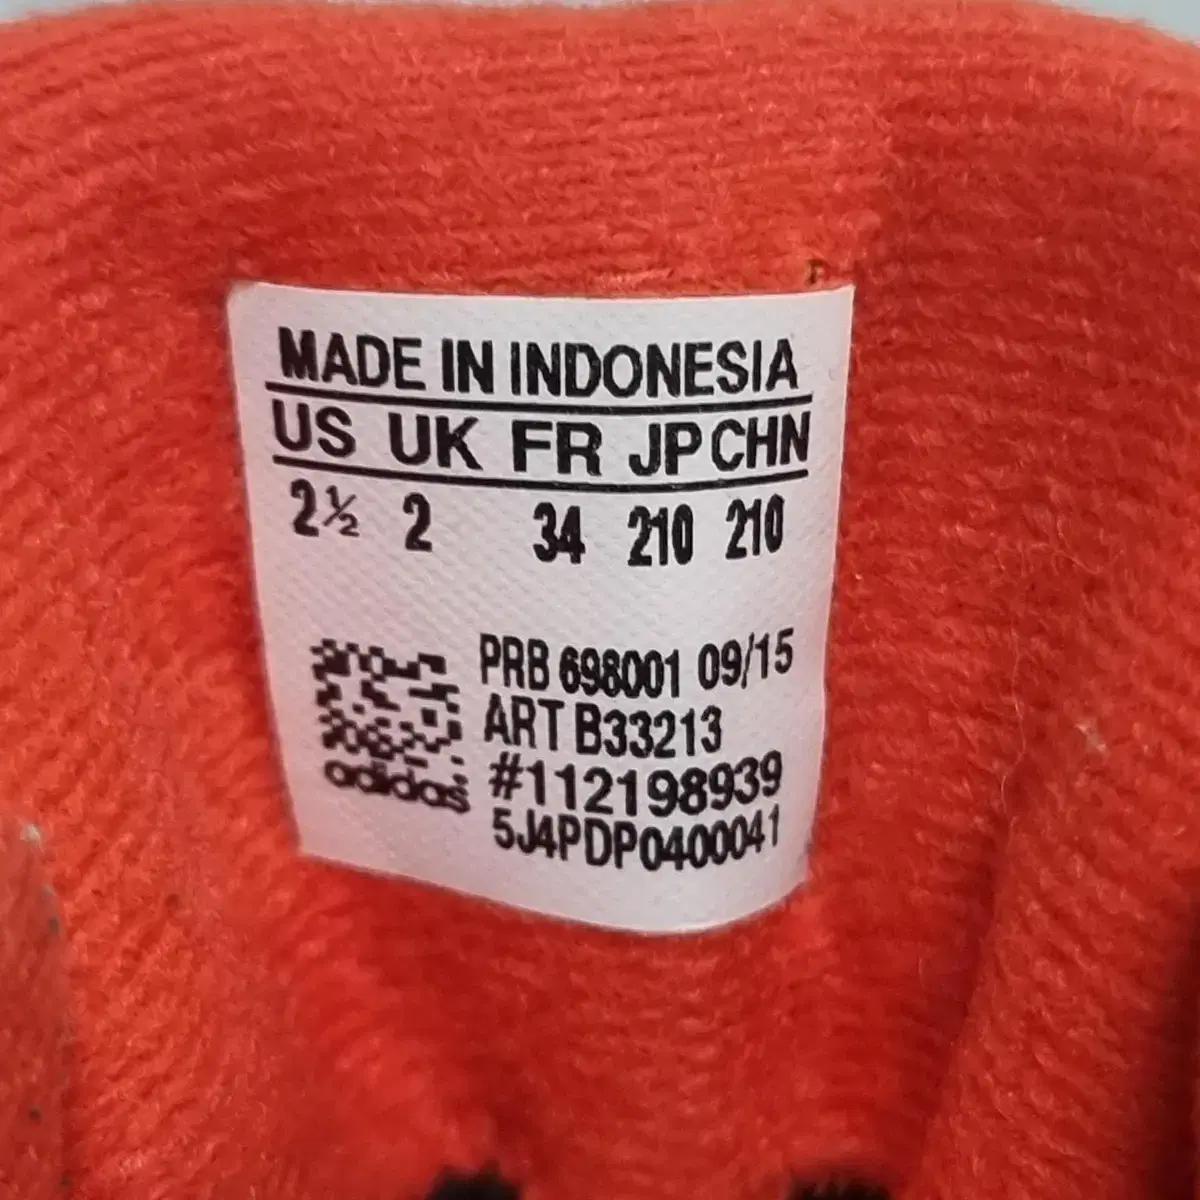 MADE IN INDONESIA
US UK FR JP CHN
2½ 2 34 210 210
PRB 698001 09/15
ART B33213
#112198939
5J4PDP0400041
adidas